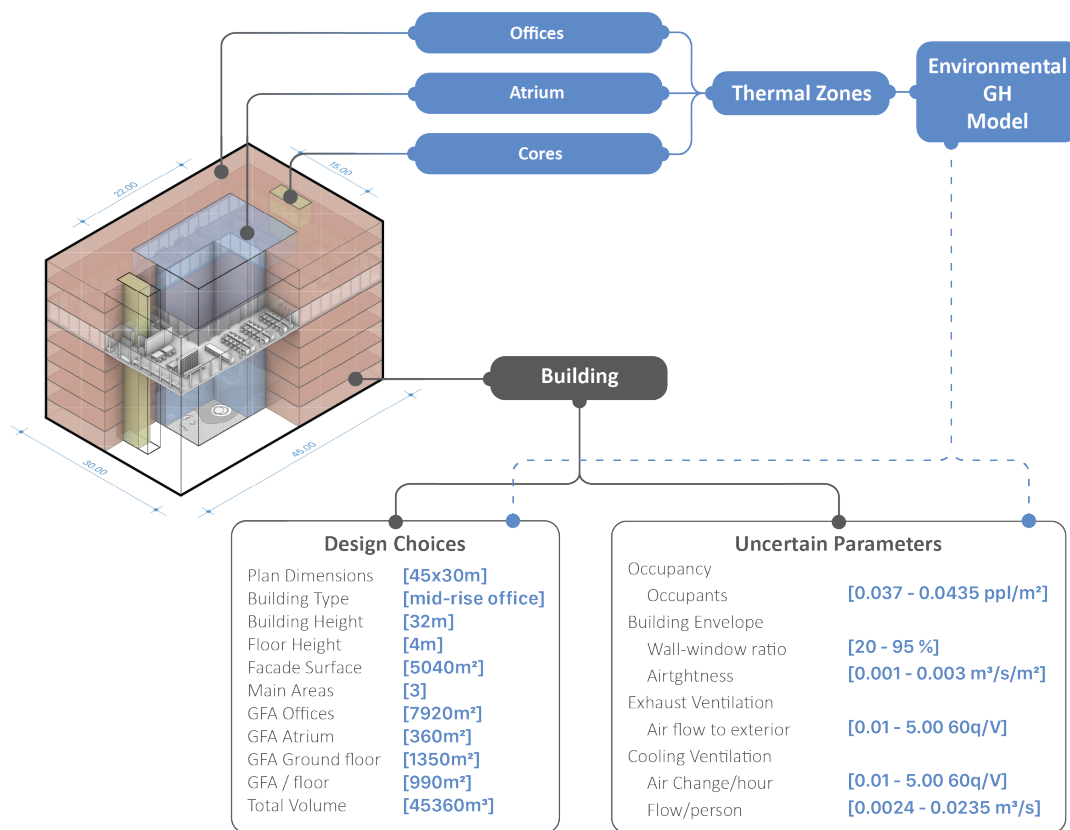 Offices
Atrium
Cores
Thermal Zones
Environmental
GH
Model
22.00
15.00
30.00
45.00
Building
Design Choices
Plan Dimensions [45x30m]
Building Type [mid-rise office]
Building Height [32m]
Floor Height [4m]
Facade Surface [5040m²]
Main Areas [3]
GFA Offices [7920m²]
GFA Atrium [360m²]
GFA Ground floor [1350m²]
GFA / floor [990m²]
Total Volume [45360m³]
Uncertain Parameters
Occupancy
Occupants [0.037 - 0.0435 ppl/m²]
Building Envelope
Wall-window ratio [20 - 95 %]
Airtghtness [0.001 - 0.003 m³/s/m²]
Exhaust Ventilation
Air flow to exterior [0.01 - 5.00 60q/V]
Cooling Ventilation
Air Change/hour [0.01 - 5.00 60q/V]
Flow/person [0.0024 - 0.0235 m³/s]